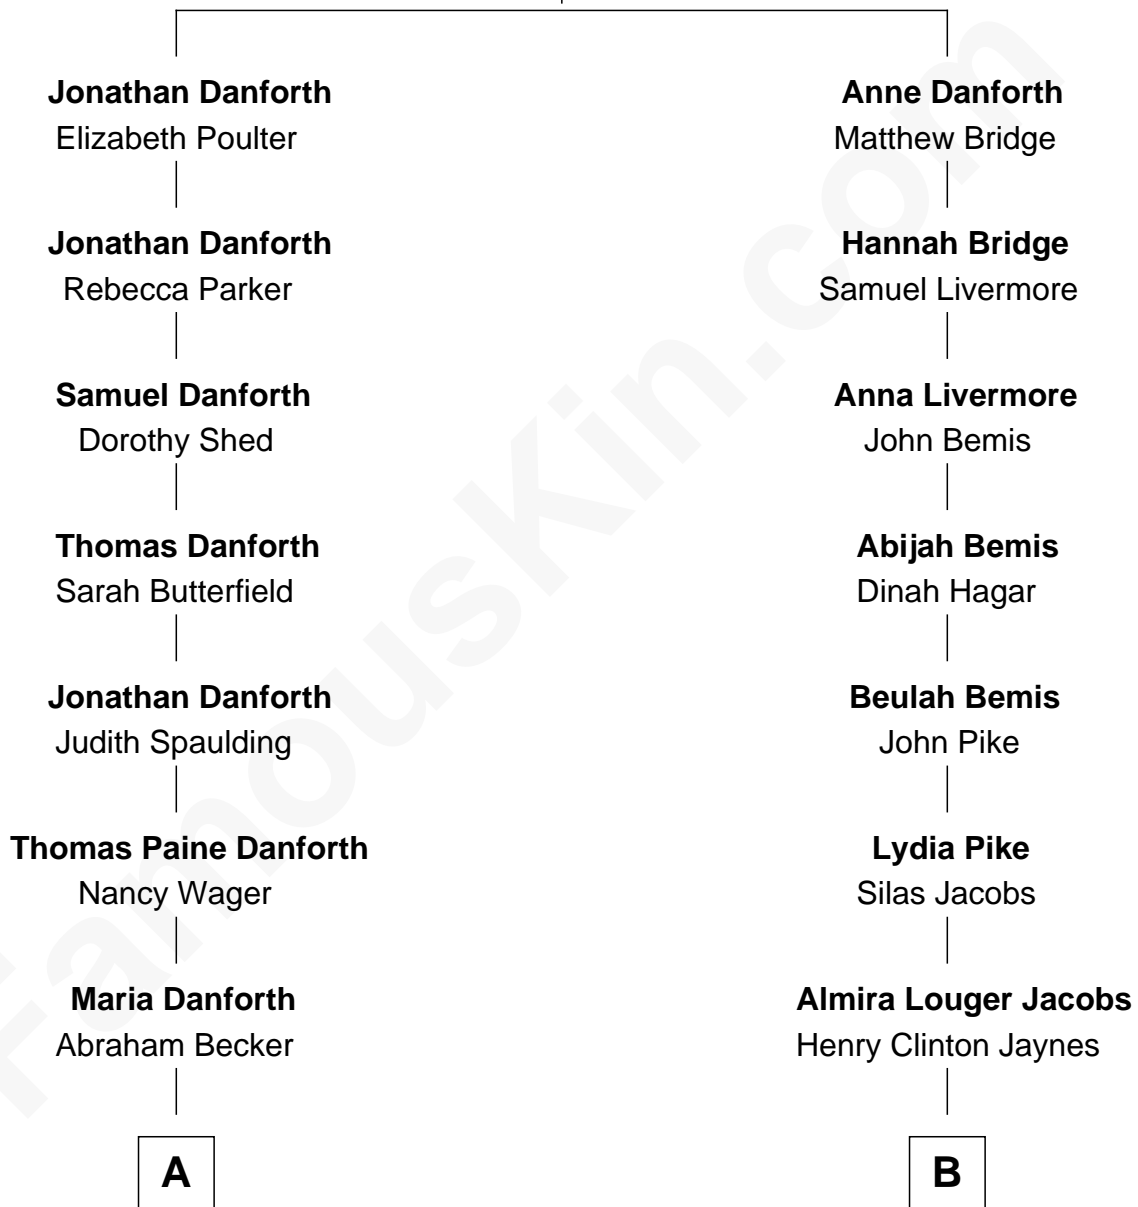 Jonathan Danforth
Elizabeth Poulter
Anne Danforth
Matthew Bridge
Jonathan Danforth
Rebecca Parker
Hannah Bridge
Samuel Livermore
Samuel Danforth
Dorothy Shed
Anna Livermore
John Bemis
Thomas Danforth
Sarah Butterfield
Abijah Bemis
Dinah Hagar
Jonathan Danforth
Judith Spaulding
Beulah Bemis
John Pike
Thomas Paine Danforth
Nancy Wager
Lydia Pike
Silas Jacobs
Maria Danforth
Abraham Becker
Almira Louger Jacobs
Henry Clinton Jaynes
A
B
FamousKin.com